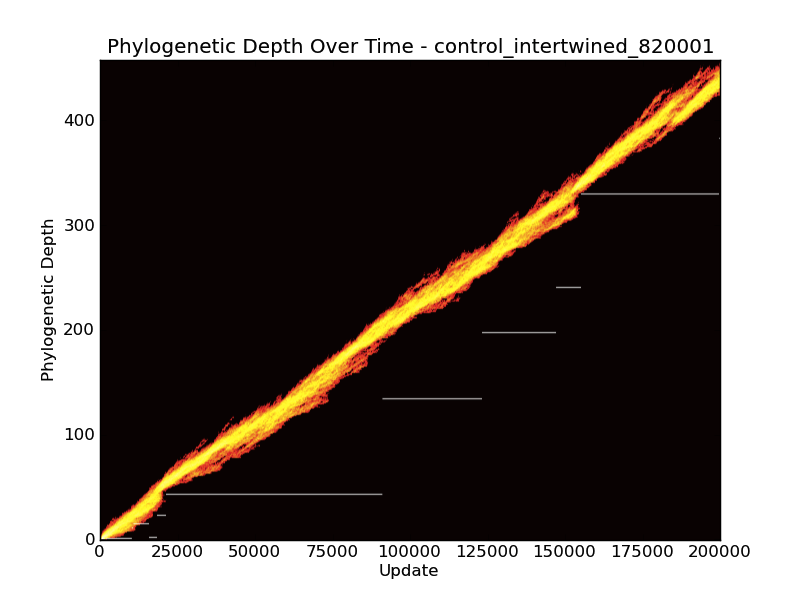 Phylogenetic Depth Over Time - control_intertwined_820001
Phylogenetic Depth
400
300
200
100
0
0 25000 50000 75000 100000 125000 150000 175000 200000
Update